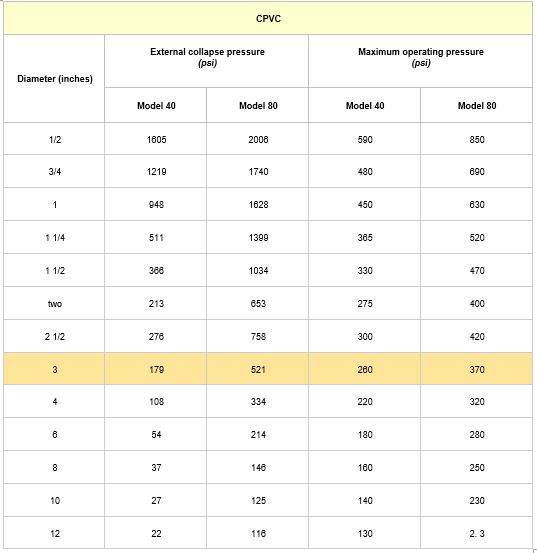 CPVC
Diameter (inches) External collapse pressure (psi) Maximum operating pressure (psi)
Model 40 Model 80 Model 40 Model 80
1/2 1605 2006 590 850
3/4 1219 1740 480 690
1 948 1628 450 630
1 1/4 511 1399 365 520
1 1/2 366 1034 330 470
two 213 653 275 400
2 1/2 276 758 300 420
3 179 521 260 370
4 108 334 220 320
6 54 214 180 280
8 37 146 160 250
10 27 125 140 230
12 22 116 130 2. 3